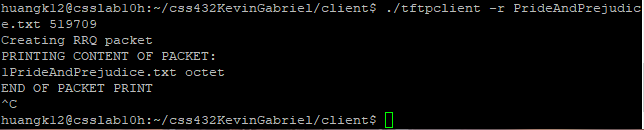 huangk12@csslab10h:~/css432KevinGabriel/client$ ./tftpclient -r PrideAndPrejudic
e.txt 519709
Creating RRQ packet
PRINTING CONTENT OF PACKET:
1PrideAndPrejudice.txt octet
END OF PACKET PRINT
^C
huangk12@csslab10h:~/css432KevinGabriel/client$